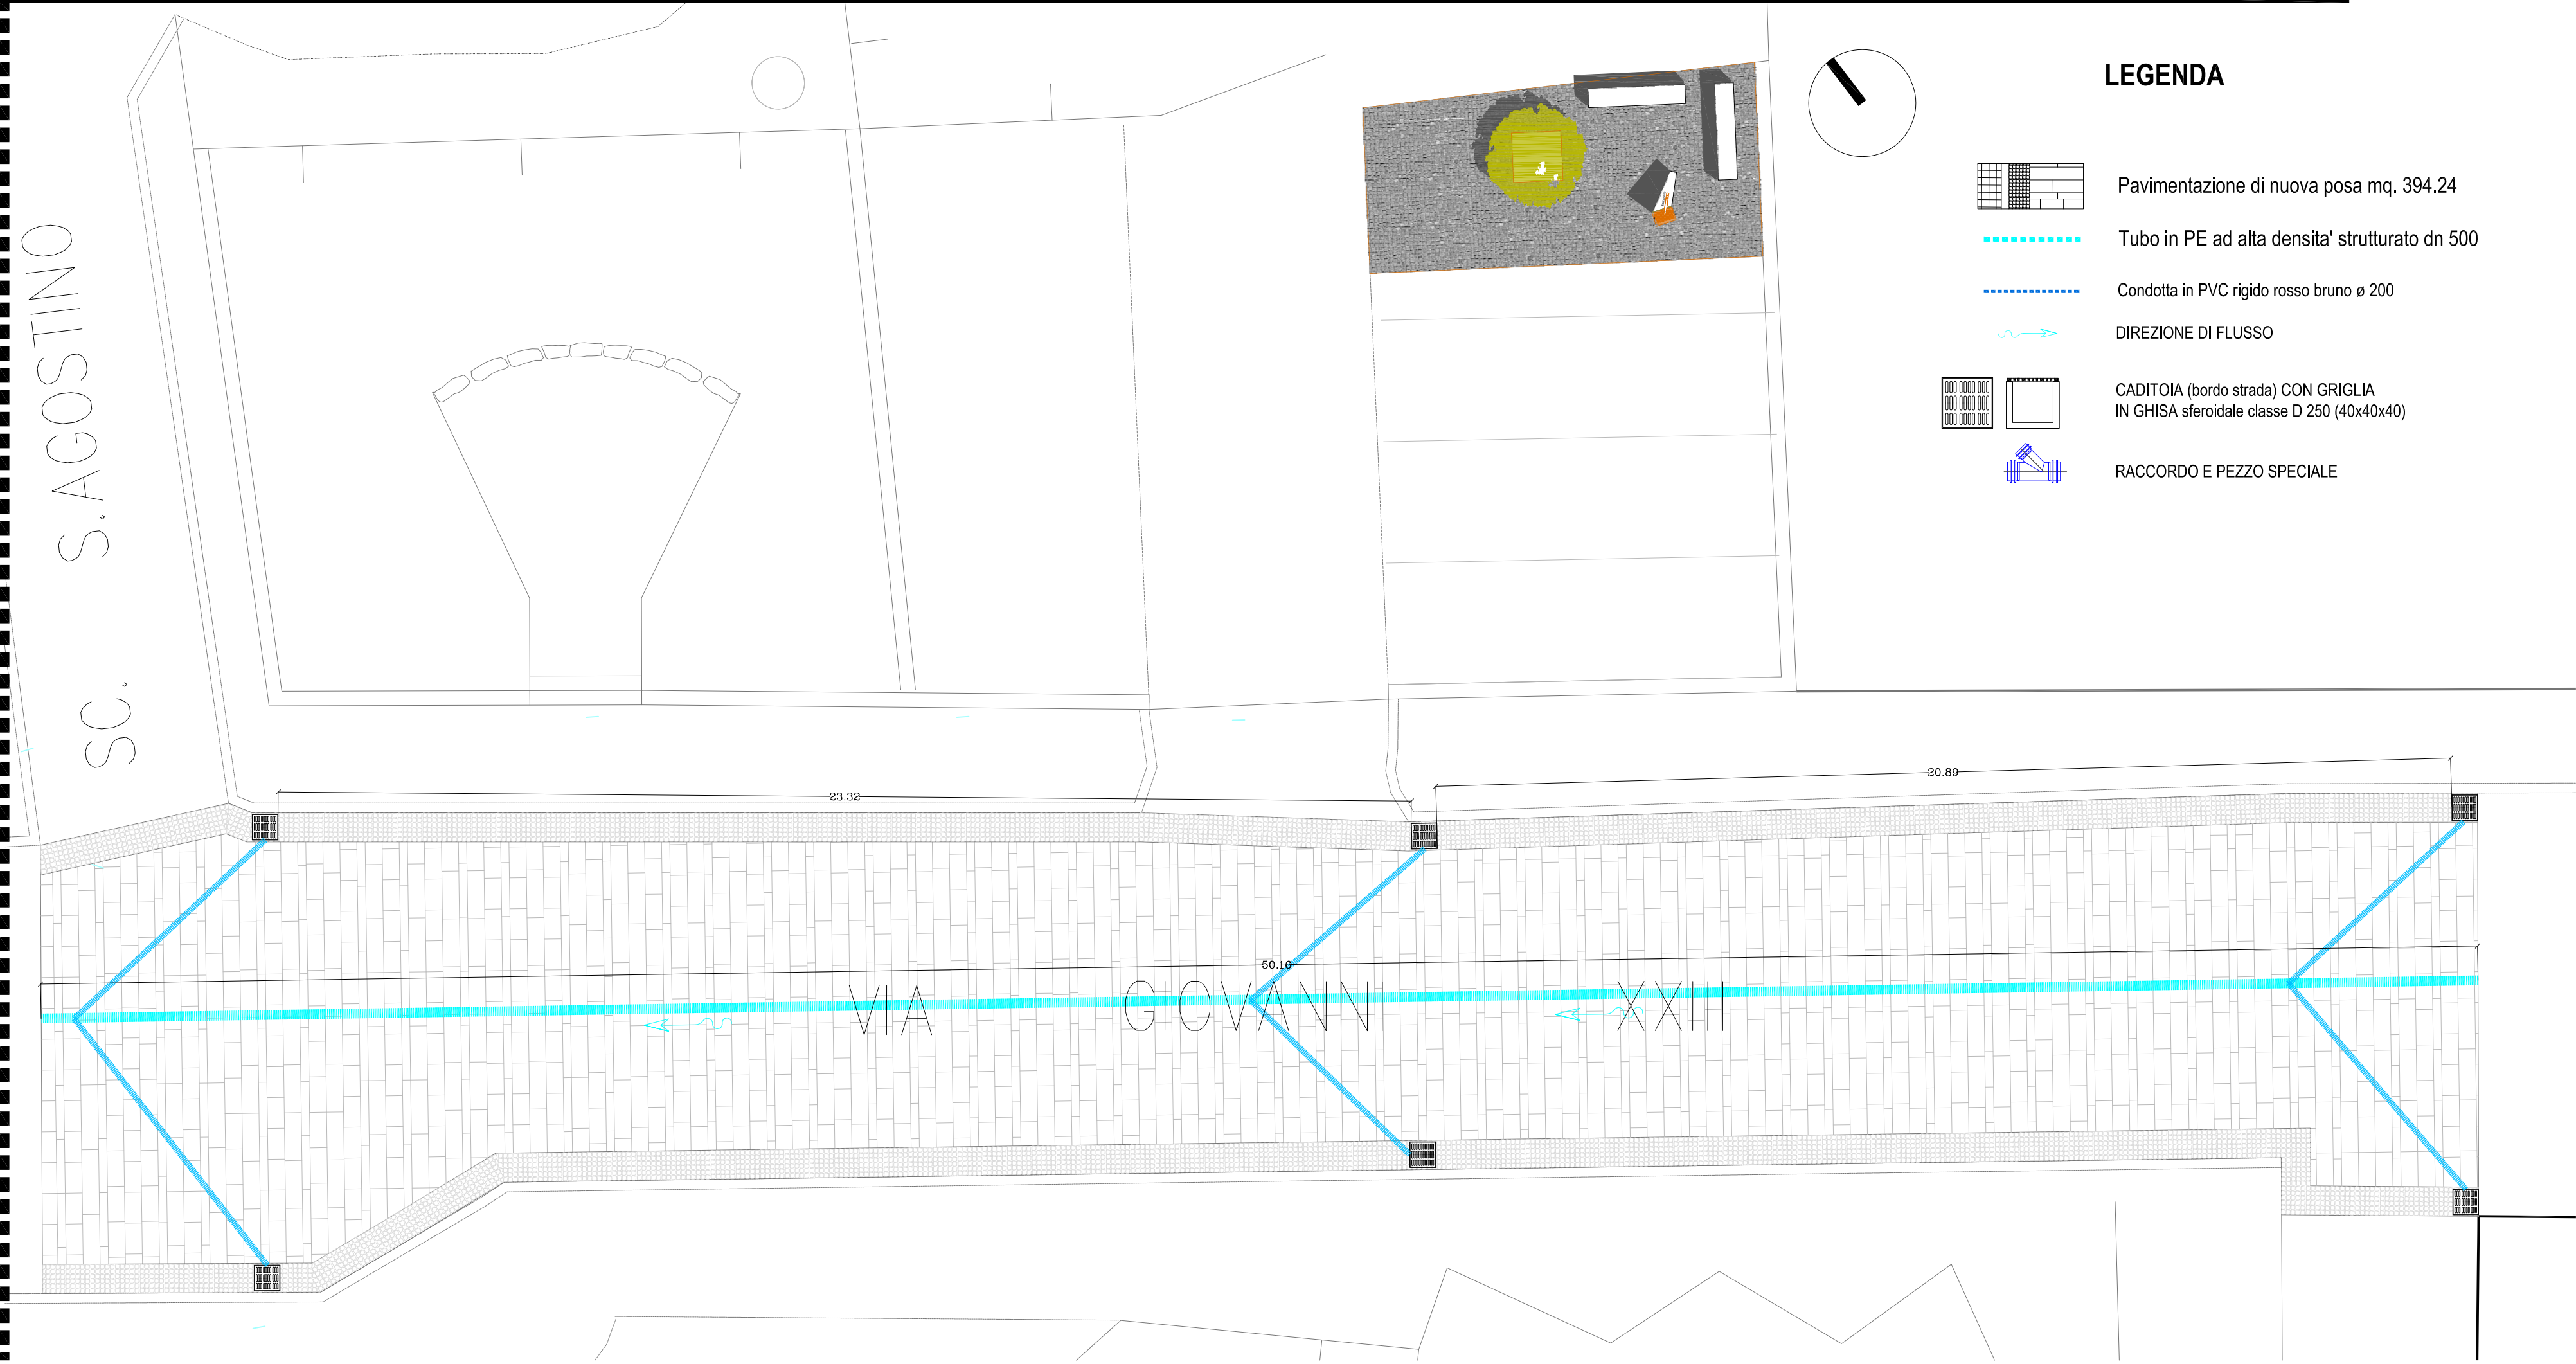 LEGENDA
Pavimentazione di nuova posa mq. 394.24
Tubo in PE ad alta densita' strutturato dn 500
Condotta in PVC rigido rosso bruno ø 200
DIREZIONE DI FLUSSO
CADITOIA (bordo strada) CON GRIGLIA
IN GHISA sferoidale classe D 250 (40x40x40)
RACCORDO E PEZZO SPECIALE
SC. S.AGOSTINO
23.32
20.89
50.16
VIA GIOVANNI XXIII